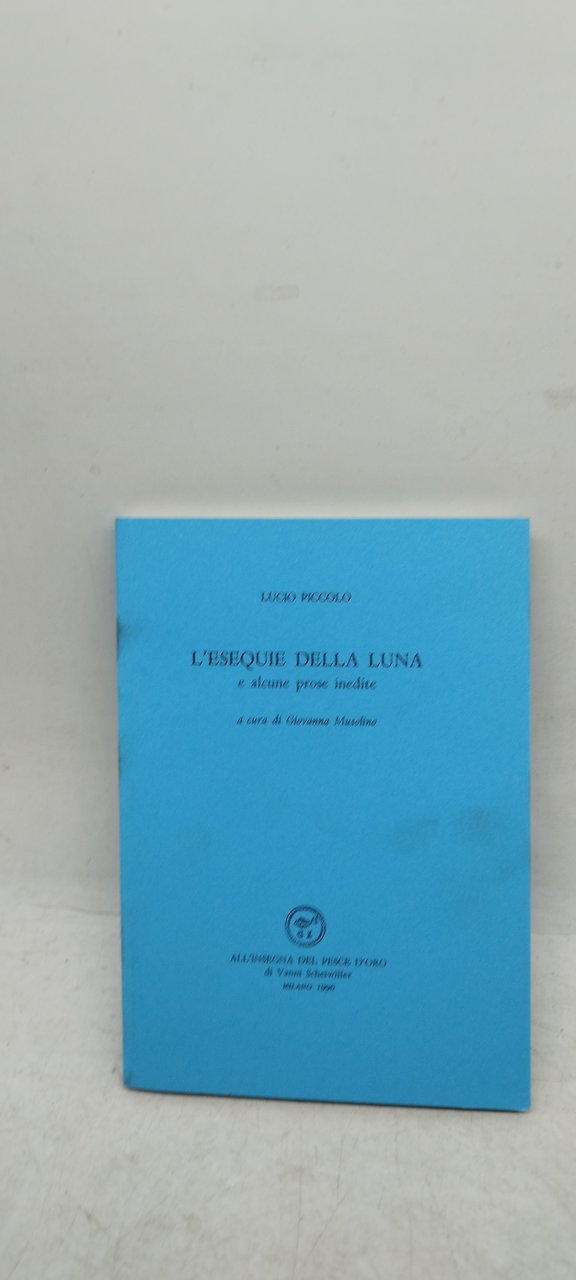 LUCIO PICCOLO
L'ESEQUIE DELLA LUNA
e alcune prose inedite
a cura di Giovanna Musolino
ALL'INSEGNA DEL PESCE D'ORO
di Vanni Scheiwiller
MILANO 1996